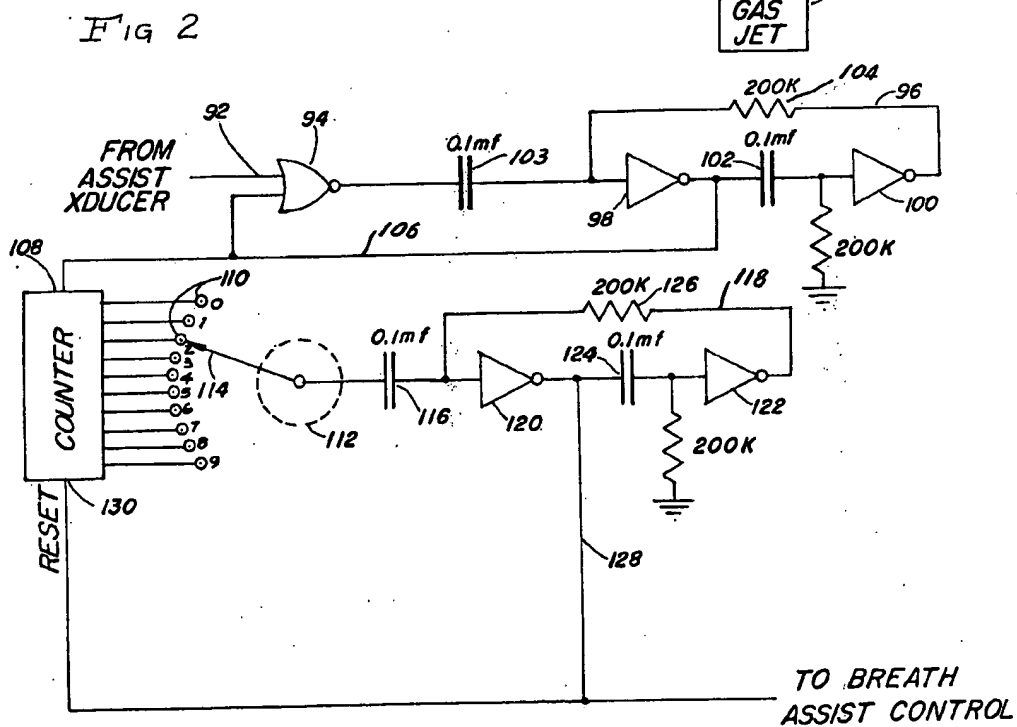 FIG 2
GAS
JET
200K
104
96
92
94
FROM
ASSIST
XDUCER
0.1mf
103
0.1mf
102
98
100
106
200K
108
110
0
1
2
3
4
5
6
7
8
9
COUNTER
114
112
0.1mf
116
200K
126
118
0.1mf
124
120
122
200K
RESET
130
128
TO BREATH
ASSIST CONTROL